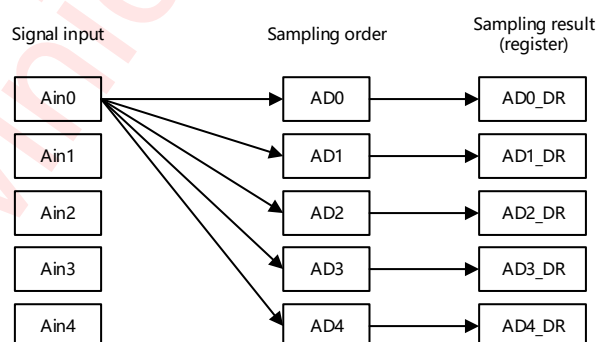 Signal input
Sampling order
Sampling result
(register)
Ain0
AD0
AD0_DR
Ain1
AD1
AD1_DR
Ain2
AD2
AD2_DR
Ain3
AD3
AD3_DR
Ain4
AD4
AD4_DR